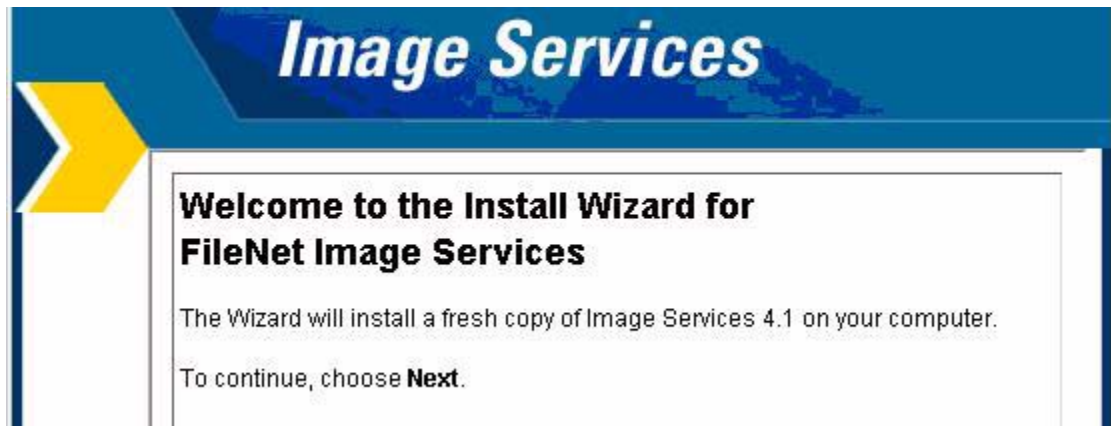 Image Services
Welcome to the Install Wizard for
FileNet Image Services
The Wizard will install a fresh copy of Image Services 4.1 on your computer.
To continue, choose Next.